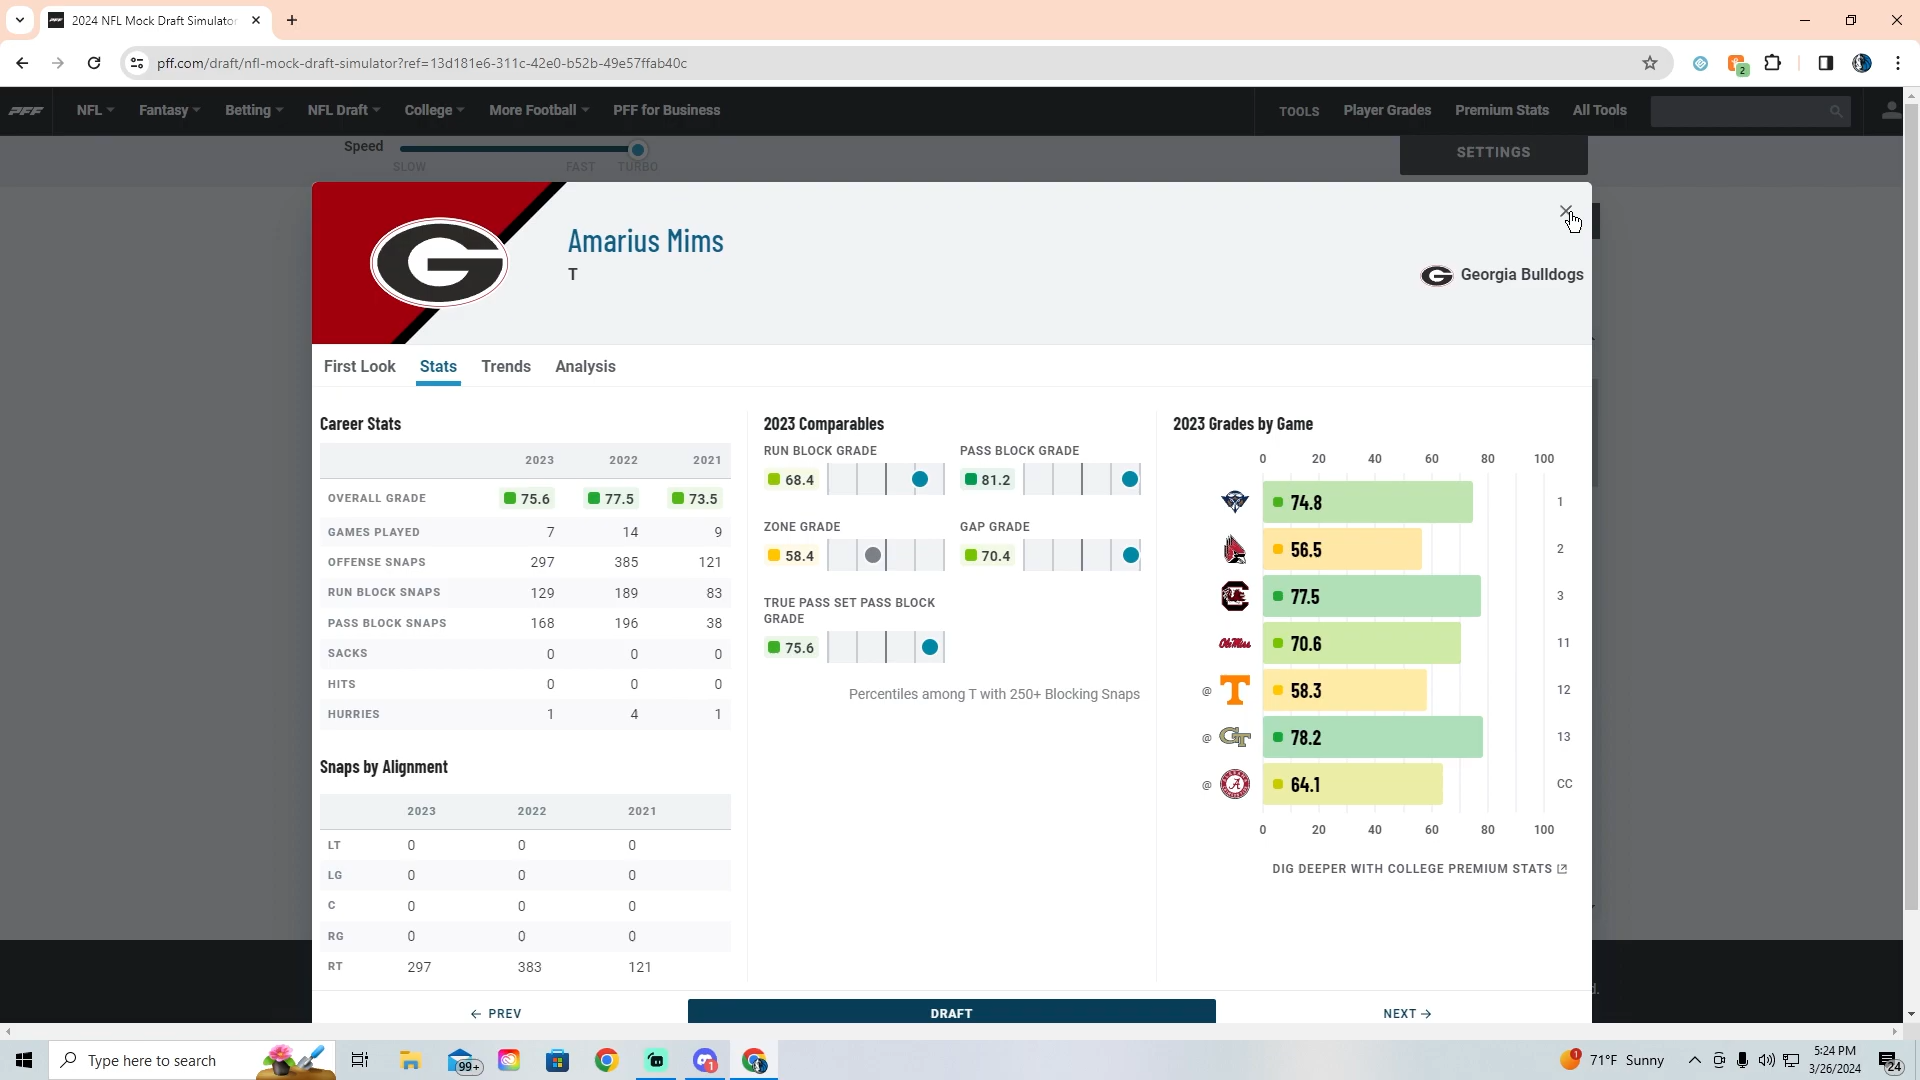 2024 NFL Mock Draft Simulator
pff.com/draft/nfl-mock-draft-simulator?ref=13d181e6-311c-42e0-b52b-49e57ffab40c
2
PFF
NFL
Fantasy
Betting
NFL Draft
College
More Football
PFF for Business
TOOLS
Player Grades
Premium Stats
All Tools
Speed
SLOW
FAST
TURBO
SETTINGS
G
Amarius Mims
T
G Georgia Bulldogs
First Look
Stats
Trends
Analysis
Career Stats
2023 2022 2021
OVERALL GRADE 75.6 77.5 73.5
GAMES PLAYED 7 14 9
OFFENSE SNAPS 297 385 121
RUN BLOCK SNAPS 129 189 83
PASS BLOCK SNAPS 168 196 38
SACKS 0 0 0
HITS 0 0 0
HURRIES 1 4 1
Snaps by Alignment
2023 2022 2021
LT 0 0 0
LG 0 0 0
C 0 0 0
RG 0 0 0
RT 297 383 121
2023 Comparables
RUN BLOCK GRADE
68.4
PASS BLOCK GRADE
81.2
ZONE GRADE
58.4
GAP GRADE
70.4
TRUE PASS SET PASS BLOCK
GRADE
75.6
Percentiles among T with 250+ Blocking Snaps
2023 Grades by Game
0 20 40 60 80 100
74.8 1
56.5 2
C 77.5 3
Ole Miss 70.6 11
@ T 58.3 12
@ GT 78.2 13
@ A 64.1 CC
0 20 40 60 80 100
DIG DEEPER WITH COLLEGE PREMIUM STATS
← PREV
DRAFT
NEXT →
d.
Type here to search
99+
1
1
71°F Sunny
5:24 PM
3/26/2024
24